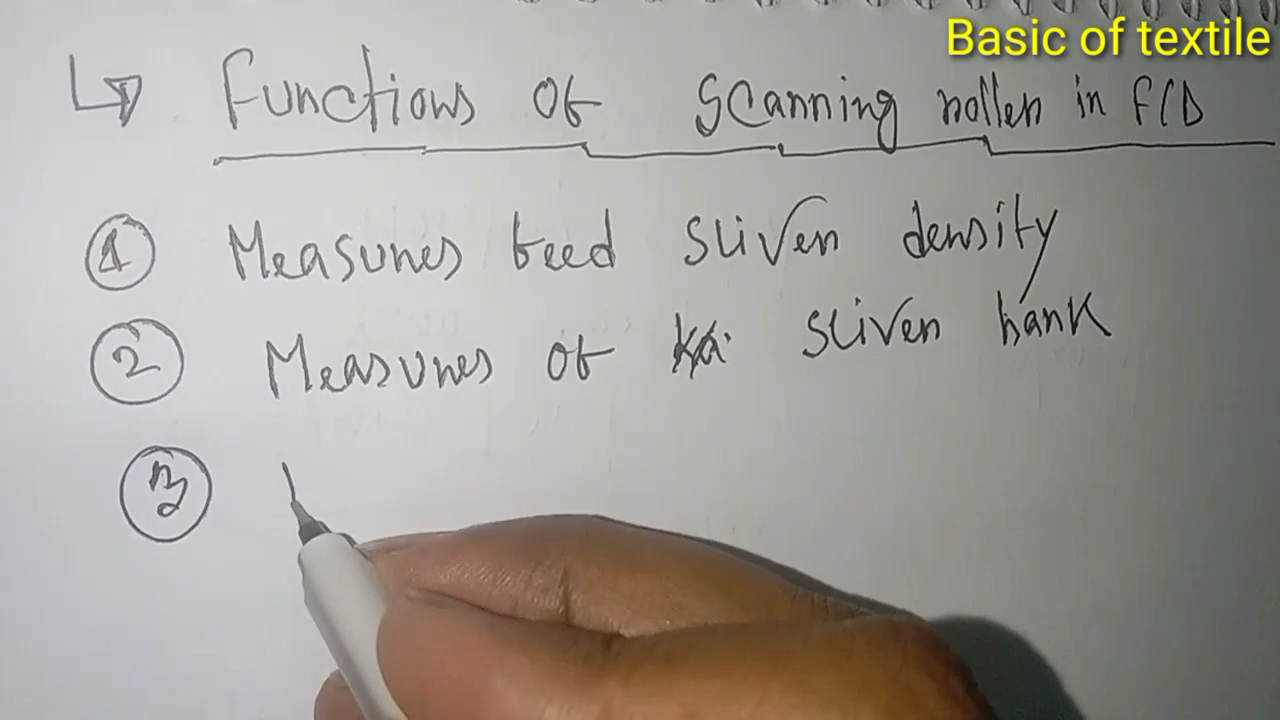 Basic of textile
Functions of scanning roller in F/D
1 Measures feed sliver density
2 Measures of sliver hank
3